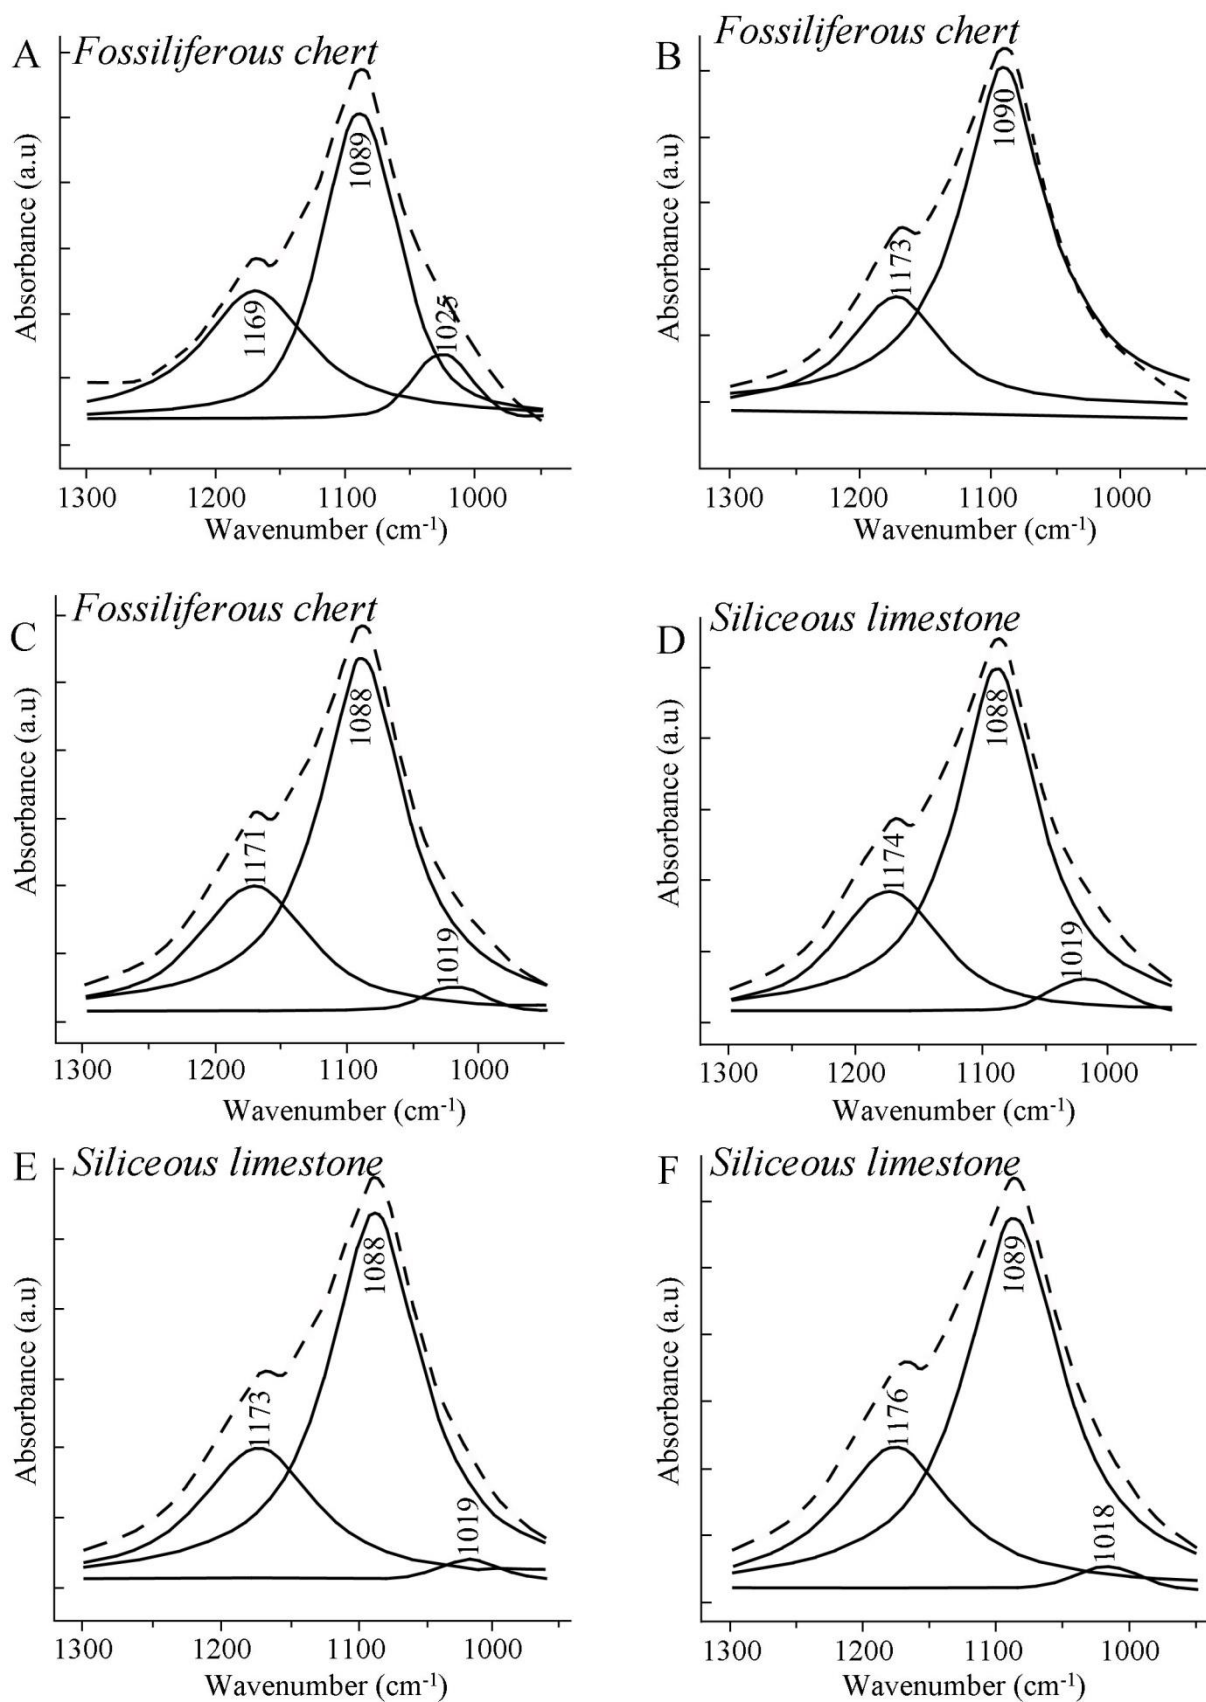 A Fossiliferous chert
Absorbance (a.u)
1169
1089
1025
1300 1200 1100 1000
Wavenumber (cm-1)
B Fossiliferous chert
Absorbance (a.u)
1173
1090
1300 1200 1100 1000
Wavenumber (cm-1)
C Fossiliferous chert
Absorbance (a.u)
1171
1088
1019
1300 1200 1100 1000
Wavenumber (cm-1)
D Siliceous limestone
Absorbance (a.u)
1174
1088
1019
1300 1200 1100 1000
Wavenumber (cm-1)
E Siliceous limestone
Absorbance (a.u)
1173
1088
1019
1300 1200 1100 1000
Wavenumber (cm-1)
F Siliceous limestone
Absorbance (a.u)
1176
1089
1018
1300 1200 1100 1000
Wavenumber (cm-1)